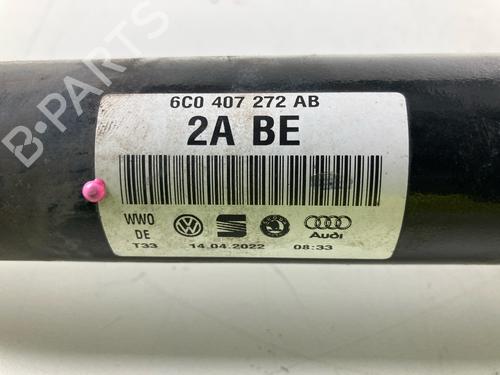 6C0 407 272 AB
2A BE
B-PARTS
WWO
DE
Audi
T33 14.04.2022 08:33